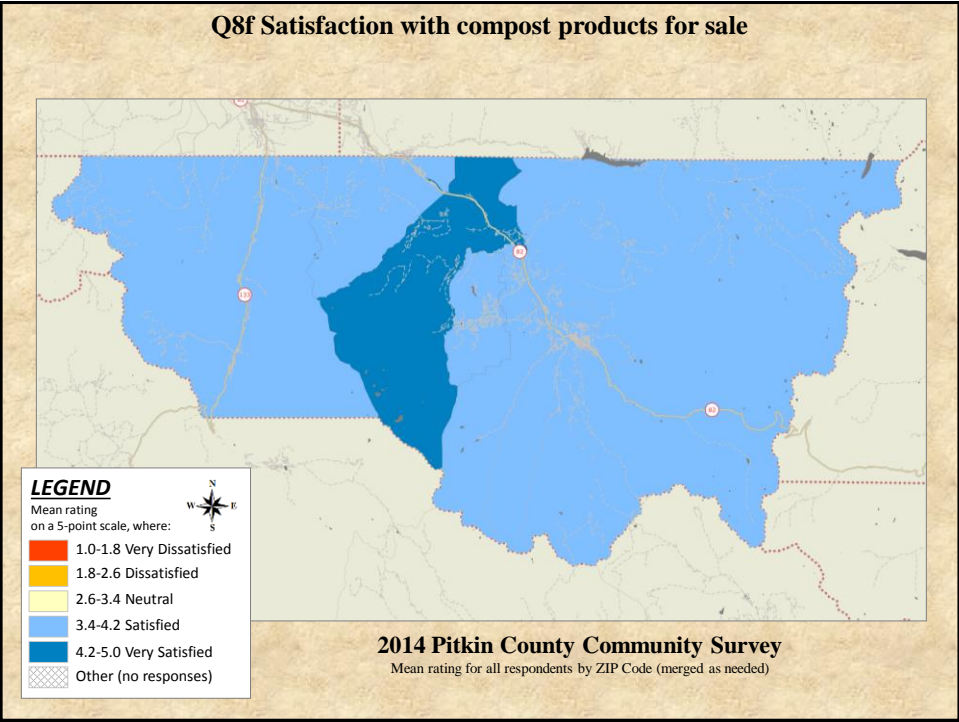 Q8f Satisfaction with compost products for sale
82
82
133
82
LEGEND
Mean rating
on a 5-point scale, where:
N
W E
S
1.0-1.8 Very Dissatisfied
1.8-2.6 Dissatisfied
2.6-3.4 Neutral
3.4-4.2 Satisfied
4.2-5.0 Very Satisfied
Other (no responses)
2014 Pitkin County Community Survey
Mean rating for all respondents by ZIP Code (merged as needed)